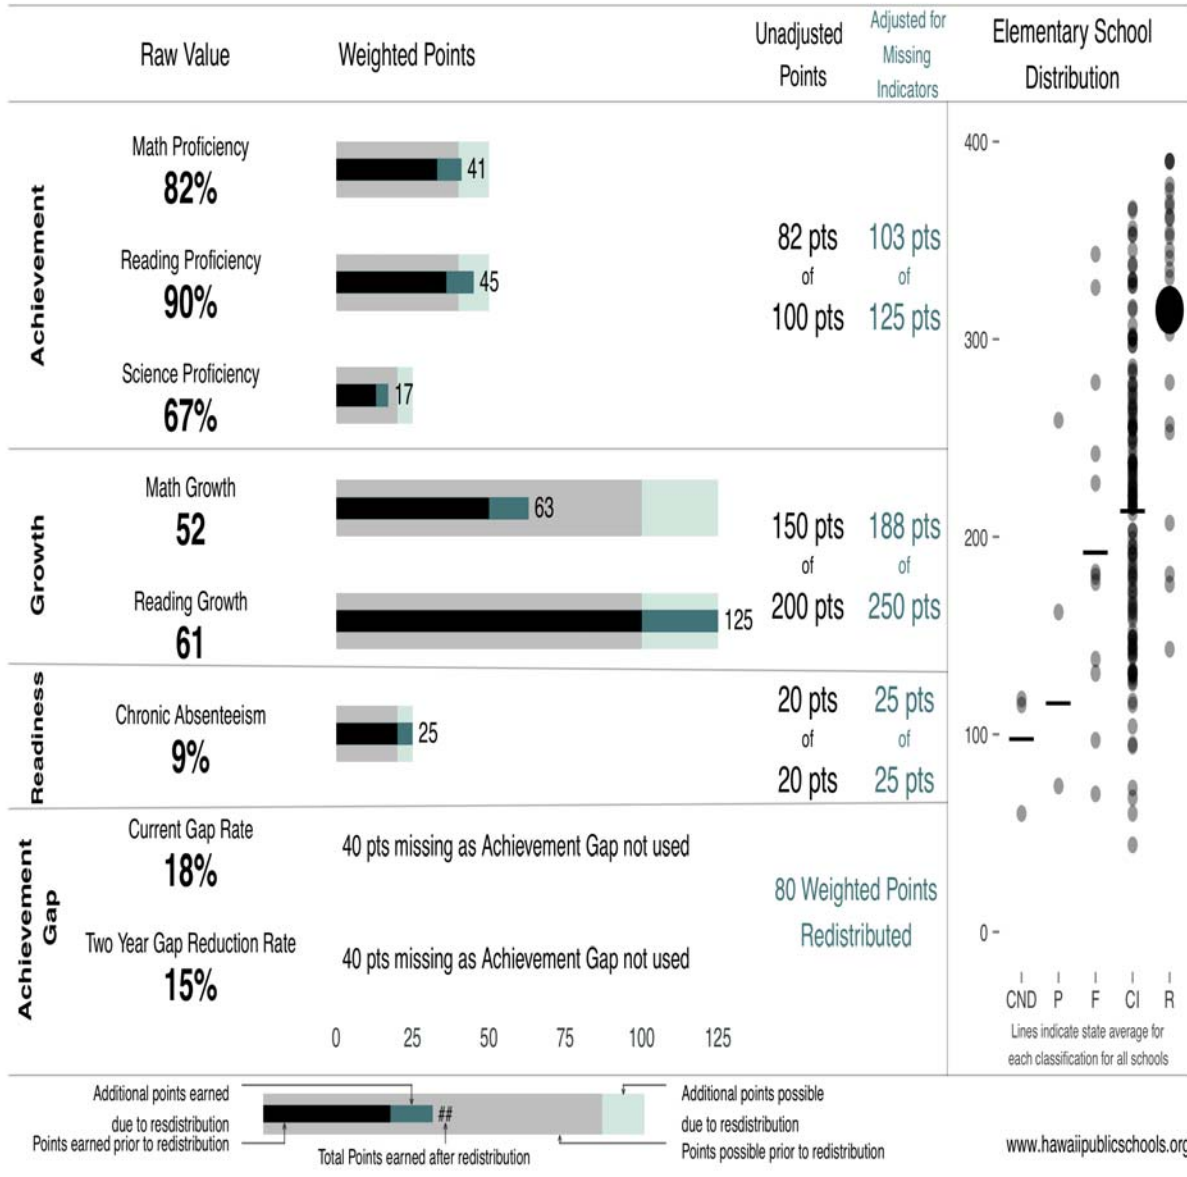 Raw Value
Weighted Points
Unadjusted
Points
Adjusted for
Missing
Indicators
Elementary School
Distribution
Achievement
Math Proficiency
82%
41
Reading Proficiency
90%
45
Science Proficiency
67%
17
82 pts
of
100 pts
103 pts
of
125 pts
Growth
Math Growth
52
63
Reading Growth
61
125
150 pts
of
200 pts
188 pts
of
250 pts
Readiness
Chronic Absenteeism
9%
25
20 pts
of
20 pts
25 pts
of
25 pts
Achievement
Gap
Current Gap Rate
18%
40 pts missing as Achievement Gap not used
Two Year Gap Reduction Rate
15%
40 pts missing as Achievement Gap not used
80 Weighted Points
Redistributed
0 25 50 75 100 125
400
300
200
100
0
CND P F CI R
Lines indicate state average for
each classification for all schools
Additional points earned
due to resdistribution
Points earned prior to redistribution
##
Total Points earned after redistribution
Additional points possible
due to resdistribution
Points possible prior to redistribution
www.hawaiipublicschools.org